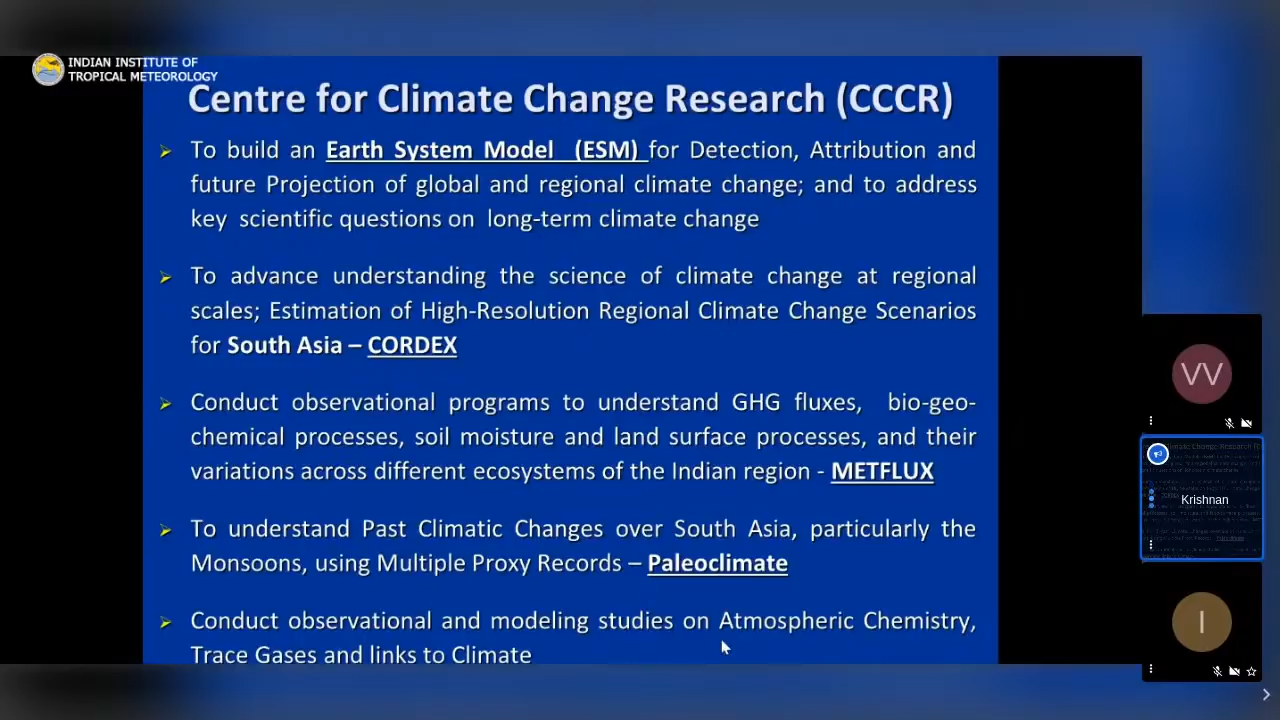 INDIAN INSTITUTE OF
TROPICAL METEOROLOGY
Centre for Climate Change Research (CCCR)
To build an Earth System Model (ESM) for Detection, Attribution and
future Projection of global and regional climate change; and to address
key scientific questions on long-term climate change
To advance understanding the science of climate change at regional
scales; Estimation of High-Resolution Regional Climate Change Scenarios
for South Asia – CORDEX
Conduct observational programs to understand GHG fluxes, bio-geo-
chemical processes, soil moisture and land surface processes, and their
variations across different ecosystems of the Indian region - METFLUX
To understand Past Climatic Changes over South Asia, particularly the
Monsoons, using Multiple Proxy Records – Paleoclimate
Conduct observational and modeling studies on Atmospheric Chemistry,
Trace Gases and links to Climate
VV
Krishnan
I